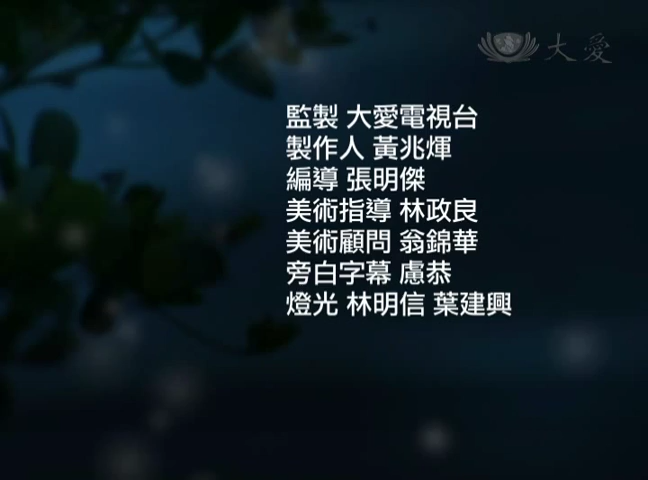 大愛
監製 大愛電視台
製作人 黃兆煇
編導 張明傑
美術指導 林政良
美術顧問 翁錦華
旁白字幕 慮恭
燈光 林明信 葉建興